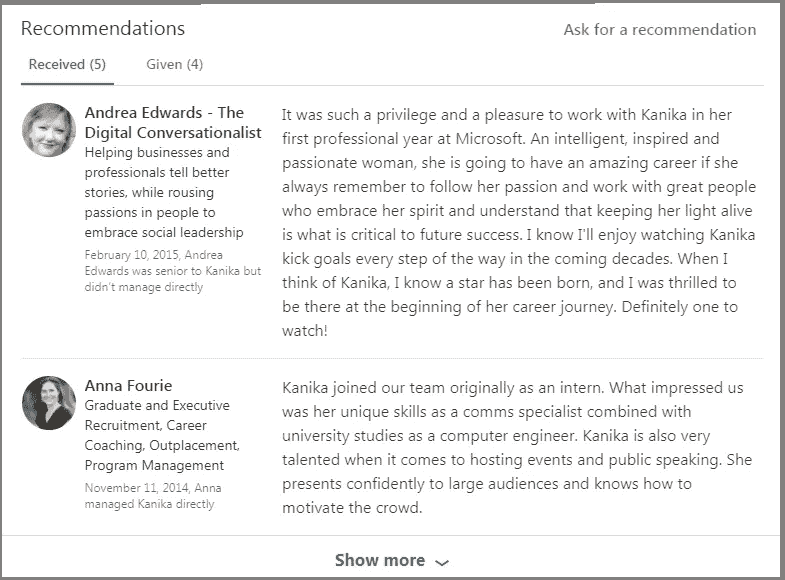 Recommendations
Ask for a recommendation
Received (5)
Given (4)
Andrea Edwards - The
Digital Conversationalist
Helping businesses and
professionals tell better
stories, while rousing
passions in people to
embrace social leadership
February 10, 2015, Andrea
Edwards was senior to Kanika but
didn't manage directly
It was such a privilege and a pleasure to work with Kanika in her
first professional year at Microsoft. An intelligent, inspired and
passionate woman, she is going to have an amazing career if she
always remember to follow her passion and work with great people
who embrace her spirit and understand that keeping her light alive
is what is critical to future success. I know I'll enjoy watching Kanika
kick goals every step of the way in the coming decades. When I
think of Kanika, I know a star has been born, and I was thrilled to
be there at the beginning of her career journey. Definitely one to
watch!
Anna Fourie
Graduate and Executive
Recruitment, Career
Coaching, Outplacement,
Program Management
November 11, 2014, Anna
managed Kanika directly
Kanika joined our team originally as an intern. What impressed us
was her unique skills as a comms specialist combined with
university studies as a computer engineer. Kanika is also very
talented when it comes to hosting events and public speaking. She
presents confidently to large audiences and knows how to
motivate the crowd.
Show more